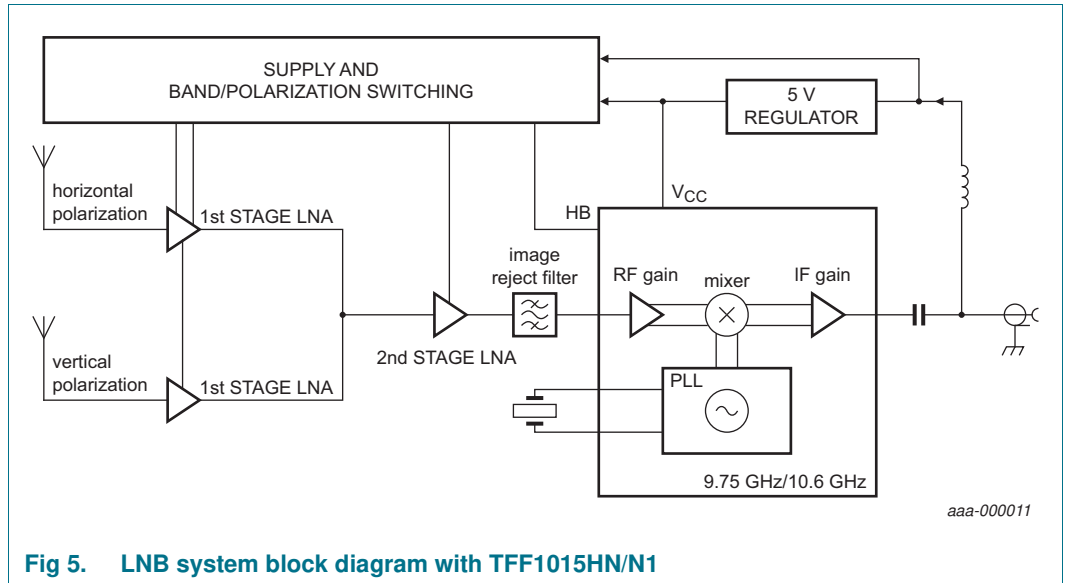 SUPPLY AND
BAND/POLARIZATION SWITCHING
5 V
REGULATOR
horizontal
polarization
1st STAGE LNA
HB
VCC
image
reject filter
RF gain
mixer
IF gain
2nd STAGE LNA
vertical
polarization
1st STAGE LNA
PLL
9.75 GHz/10.6 GHz
aaa-000011
Fig 5. LNB system block diagram with TFF1015HN/N1